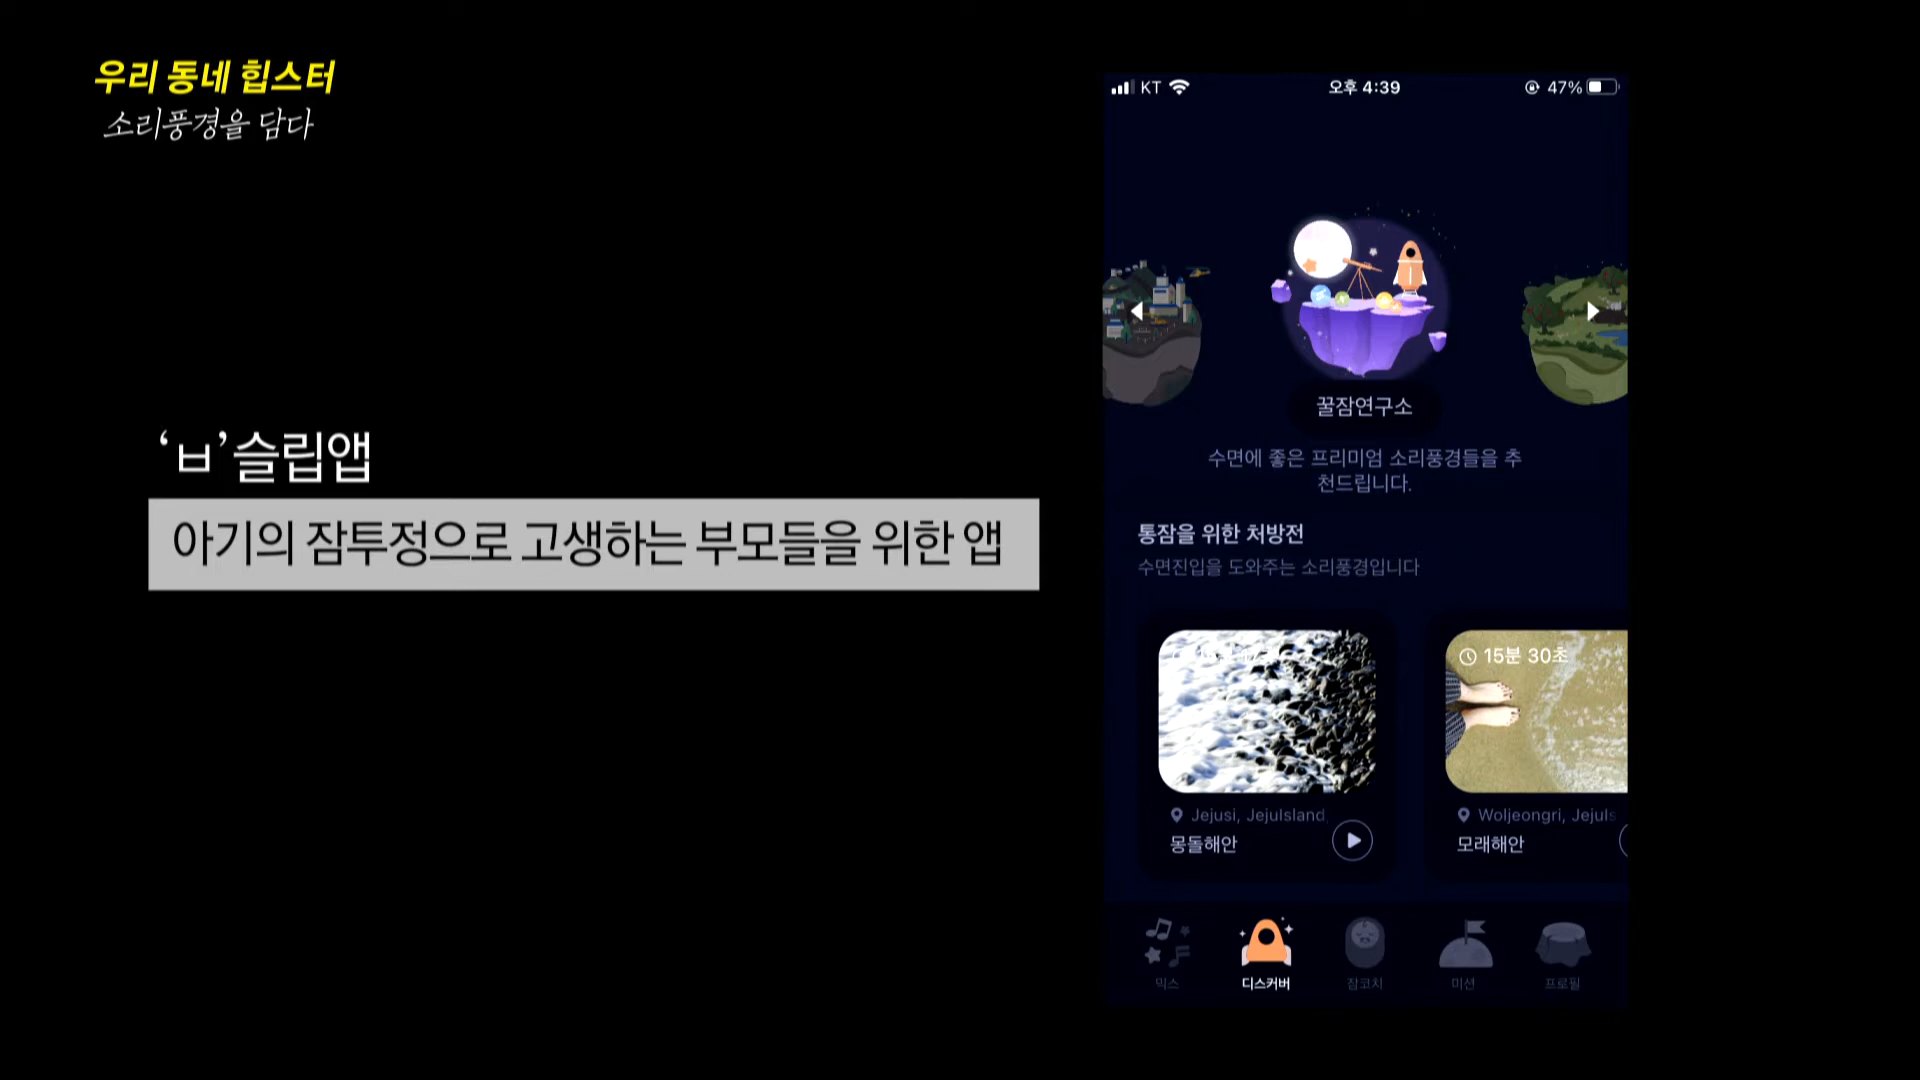 우리 동네 힙스터
소리풍경을 담다
‘ㅂ’슬립앱
아기의 잠투정으로 고생하는 부모들을 위한 앱
KT 오후 4:39 47%
꿀잠연구소
수면에 좋은 프리미엄 소리풍경들을 추
천드립니다.
통잠을 위한 처방전
수면진입을 도와주는 소리풍경입니다
15분 30초
Jejusi, JejuIsland
몽돌해안
Woljeongri, JejuIs
모래해안
믹스 디스커버 잠코치 미션 프로필